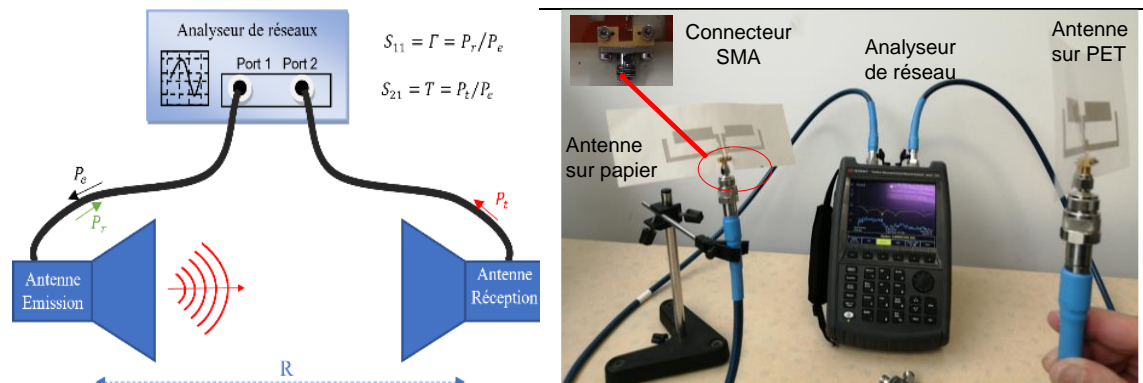 Analyseur de réseaux
Port 1 Port 2
S₁₁ = Γ = Pᵣ/Pₑ
S₂₁ = T = Pₜ/Pₑ
Pₑ
Pᵣ
Pₜ
Antenne
Emission
Antenne
Réception
R
Connecteur
SMA
Analyseur
de réseau
Antenne
sur PET
Antenne
sur papier